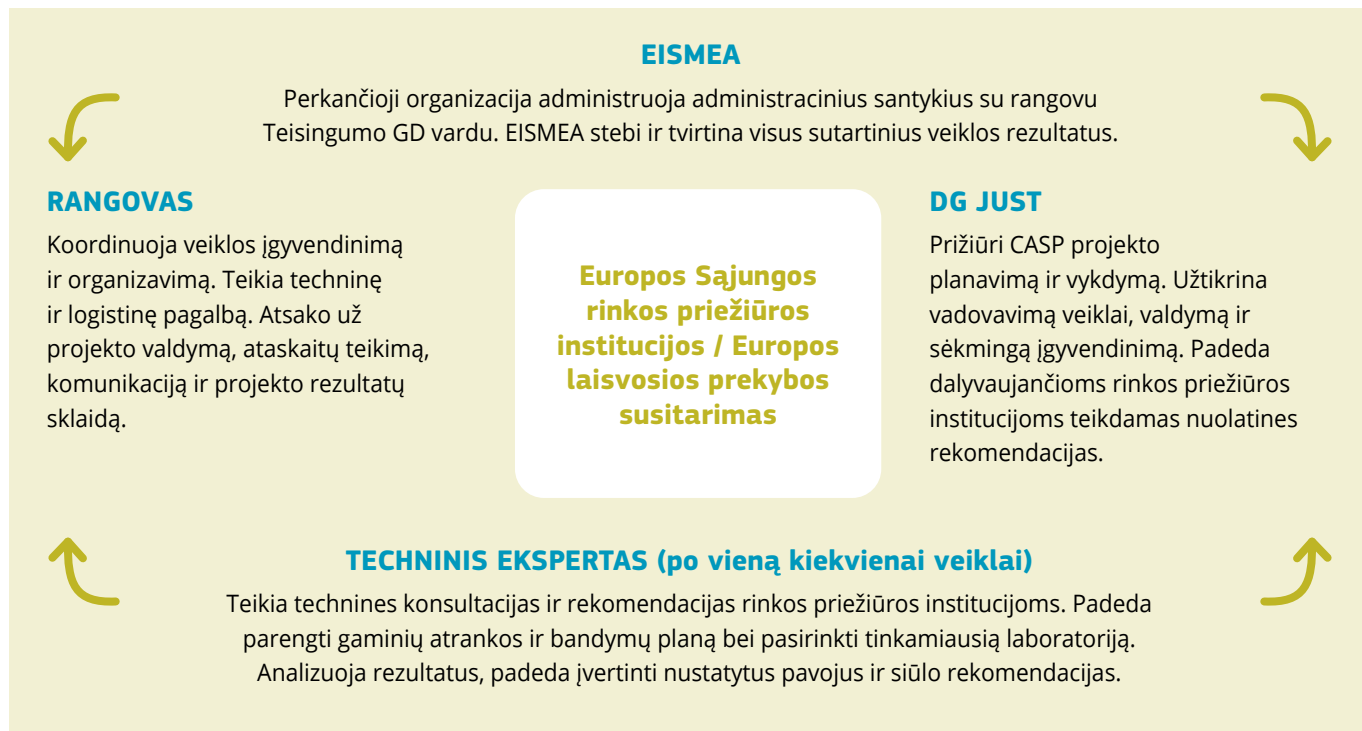 EISMEA
Perkančioji organizacija administruoja administracinius santykius su rangovu
Teisingumo GD vardu. EISMEA stebi ir tvirtina visus sutartinius veiklos rezultatus.
RANGOVAS
Koordinuoja veiklos įgyvendinimą
ir organizavimą. Teikia techninę
ir logistinę pagalbą. Atsako už
projekto valdymą, ataskaitų teikimą,
komunikaciją ir projekto rezultatų
sklaidą.
Europos Sąjungos
rinkos priežiūros
institucijos / Europos
laisvosios prekybos
susitarimas
DG JUST
Prižiūri CASP projekto
planavimą ir vykdymą. Užtikrina
vadovavimą veiklai, valdymą ir
sėkmingą įgyvendinimą. Padeda
dalyvaujančioms rinkos priežiūros
institucijoms teikdamas nuolatines
rekomendacijas.
TECHNINIS EKSPERTAS (po vieną kiekvienai veiklai)
Teikia technines konsultacijas ir rekomendacijas rinkos priežiūros institucijoms. Padeda
parengti gaminių atrankos ir bandymų planą bei pasirinkti tinkamiausią laboratoriją.
Analizuoja rezultatus, padeda įvertinti nustatytus pavojus ir siūlo rekomendacijas.